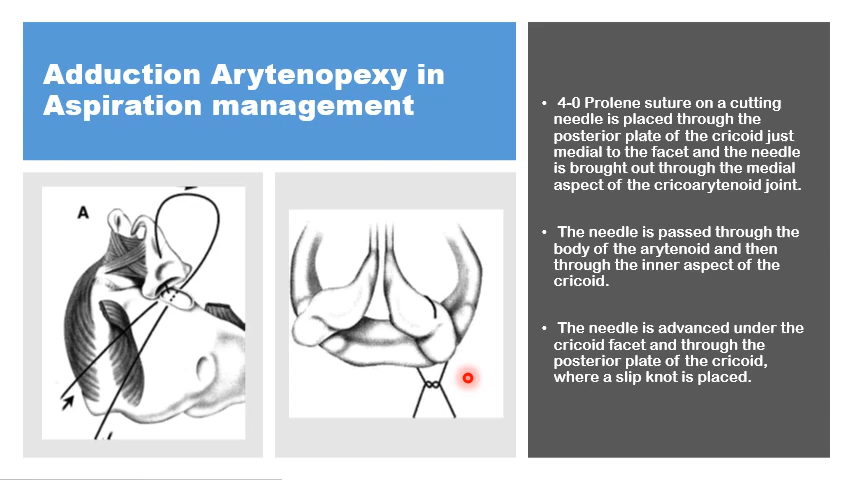 Adduction Arytenopexy in
Aspiration management
A
• 4-0 Prolene suture on a cutting
needle is placed through the
posterior plate of the cricoid just
medial to the facet and the needle
is brought out through the medial
aspect of the cricoarytenoid joint.
• The needle is passed through the
body of the arytenoid and then
through the inner aspect of the
cricoid.
• The needle is advanced under the
cricoid facet and through the
posterior plate of the cricoid,
where a slip knot is placed.